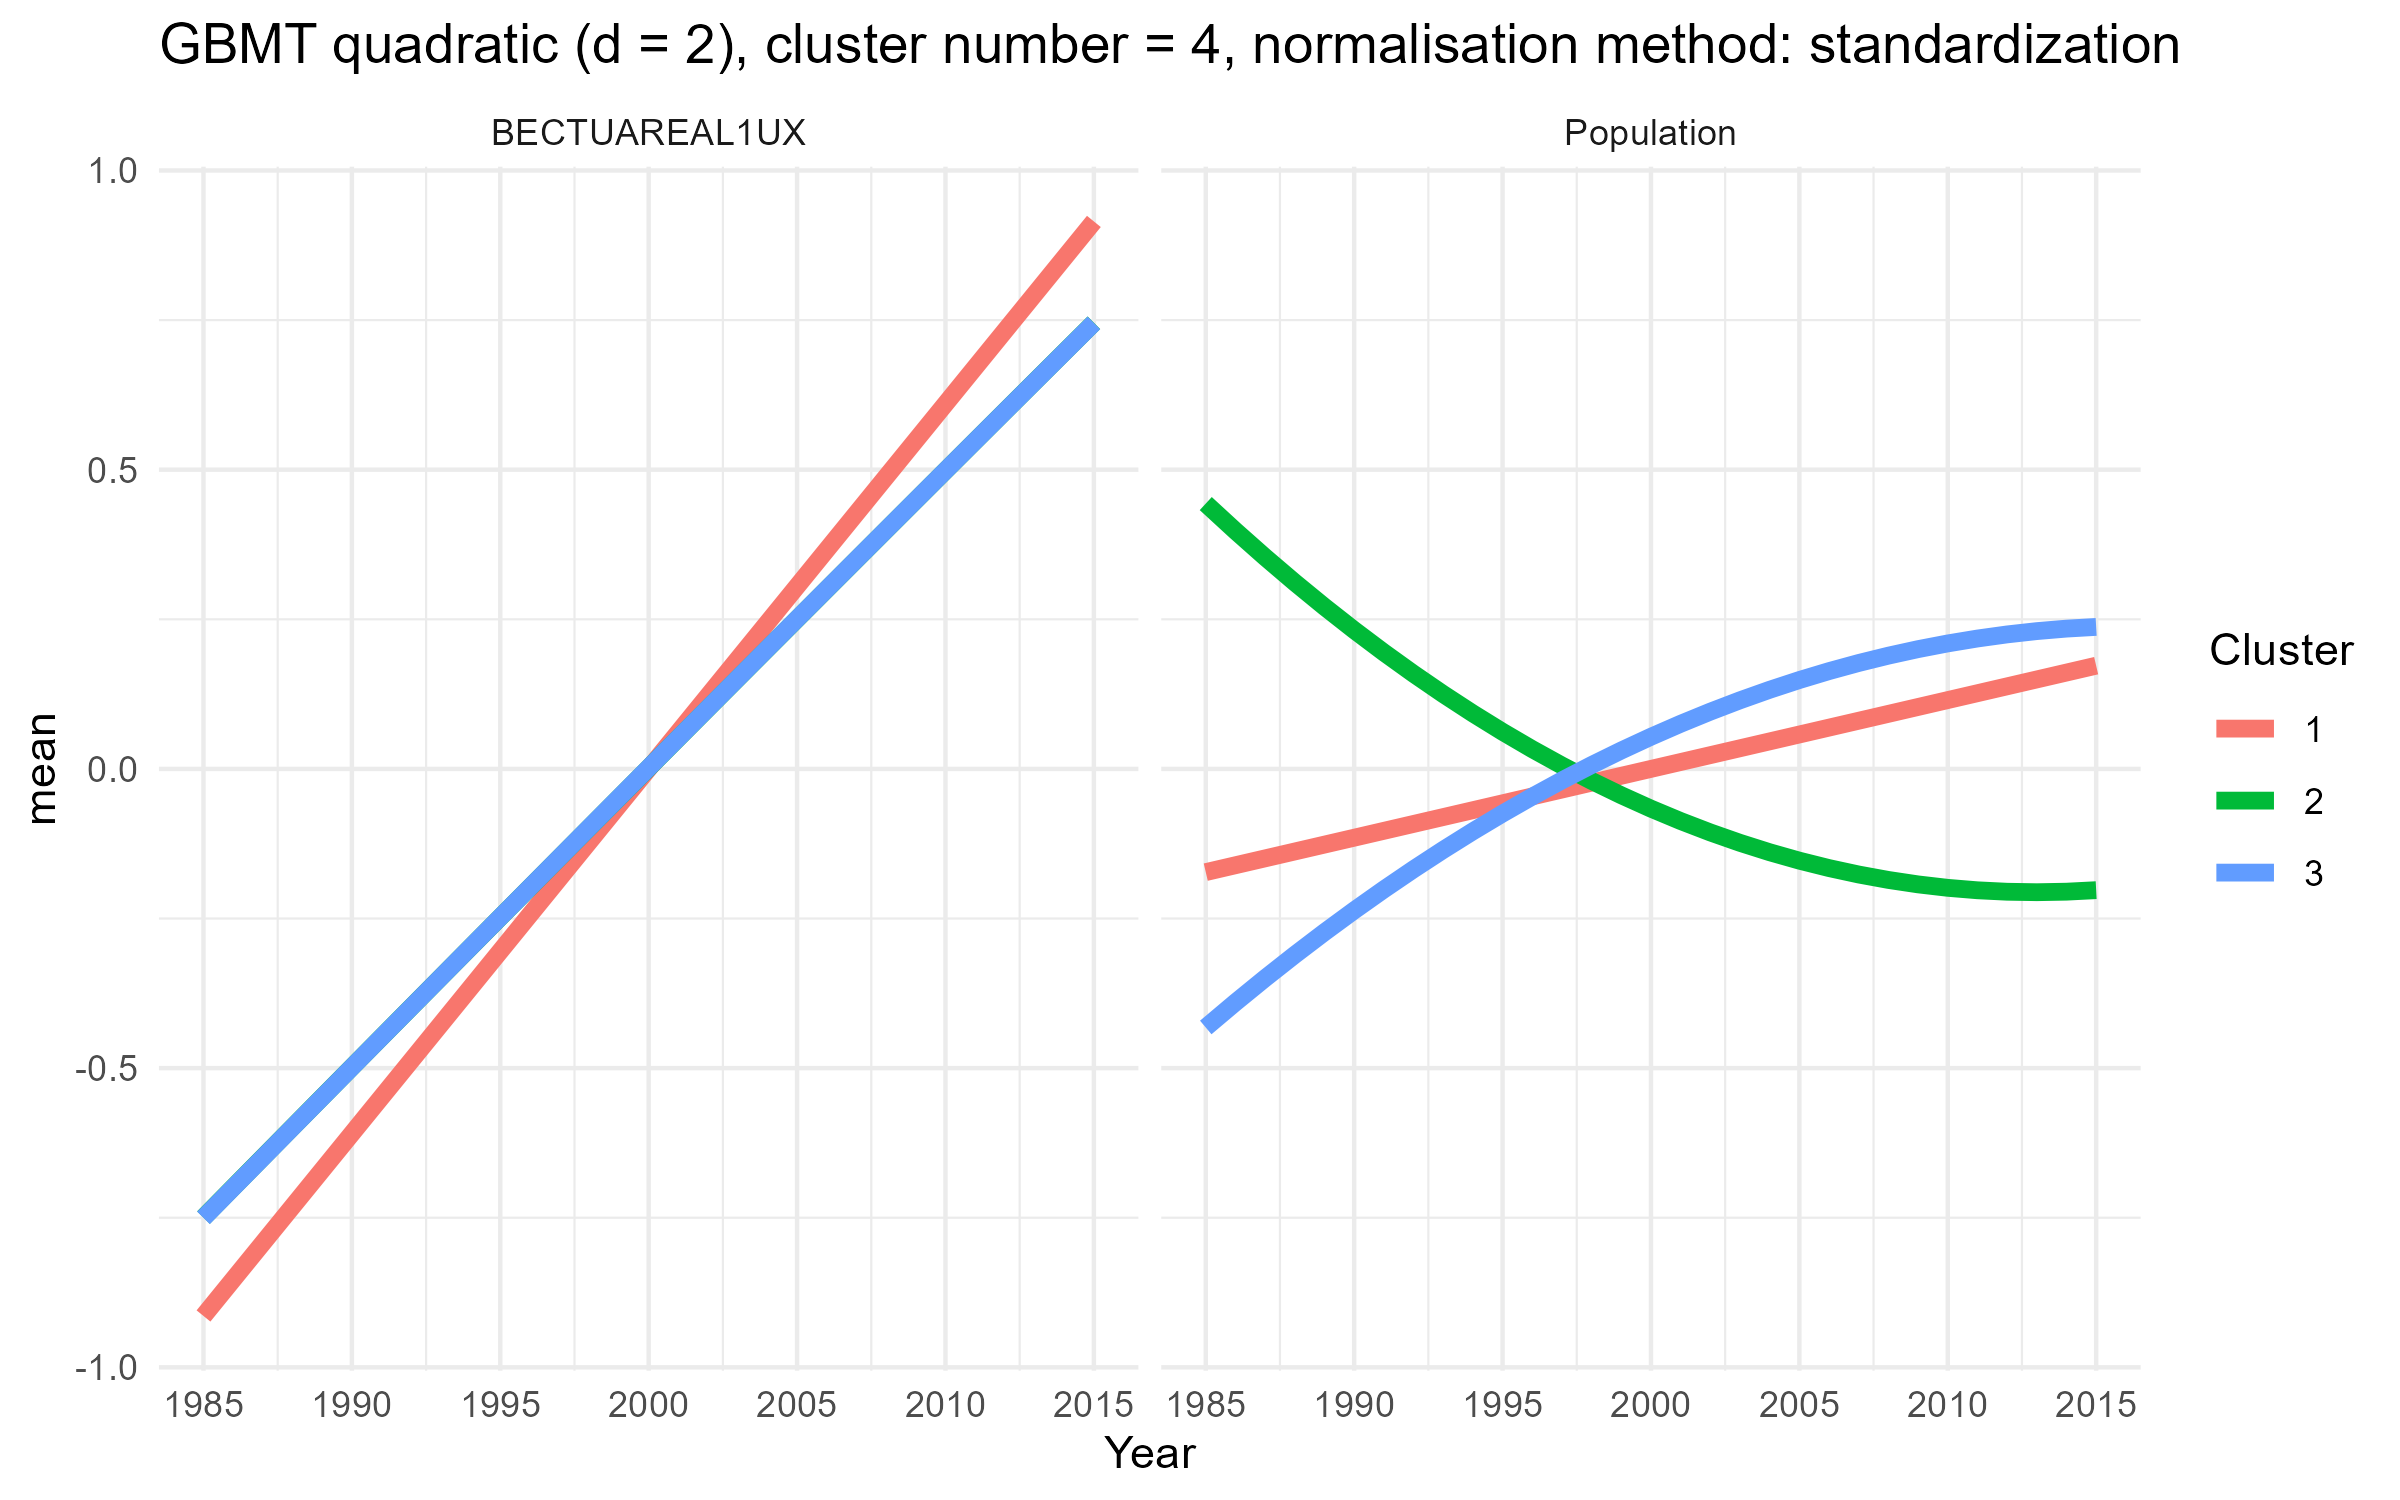 GBMT quadratic (d = 2), cluster number = 4, normalisation method: standardization
BECTUAREAL1UX
Population
1.0
0.5
0.0
-0.5
-1.0
mean
1985 1990 1995 2000 2005 2010 2015
1985 1990 1995 2000 2005 2010 2015
Year
Cluster
1
2
3